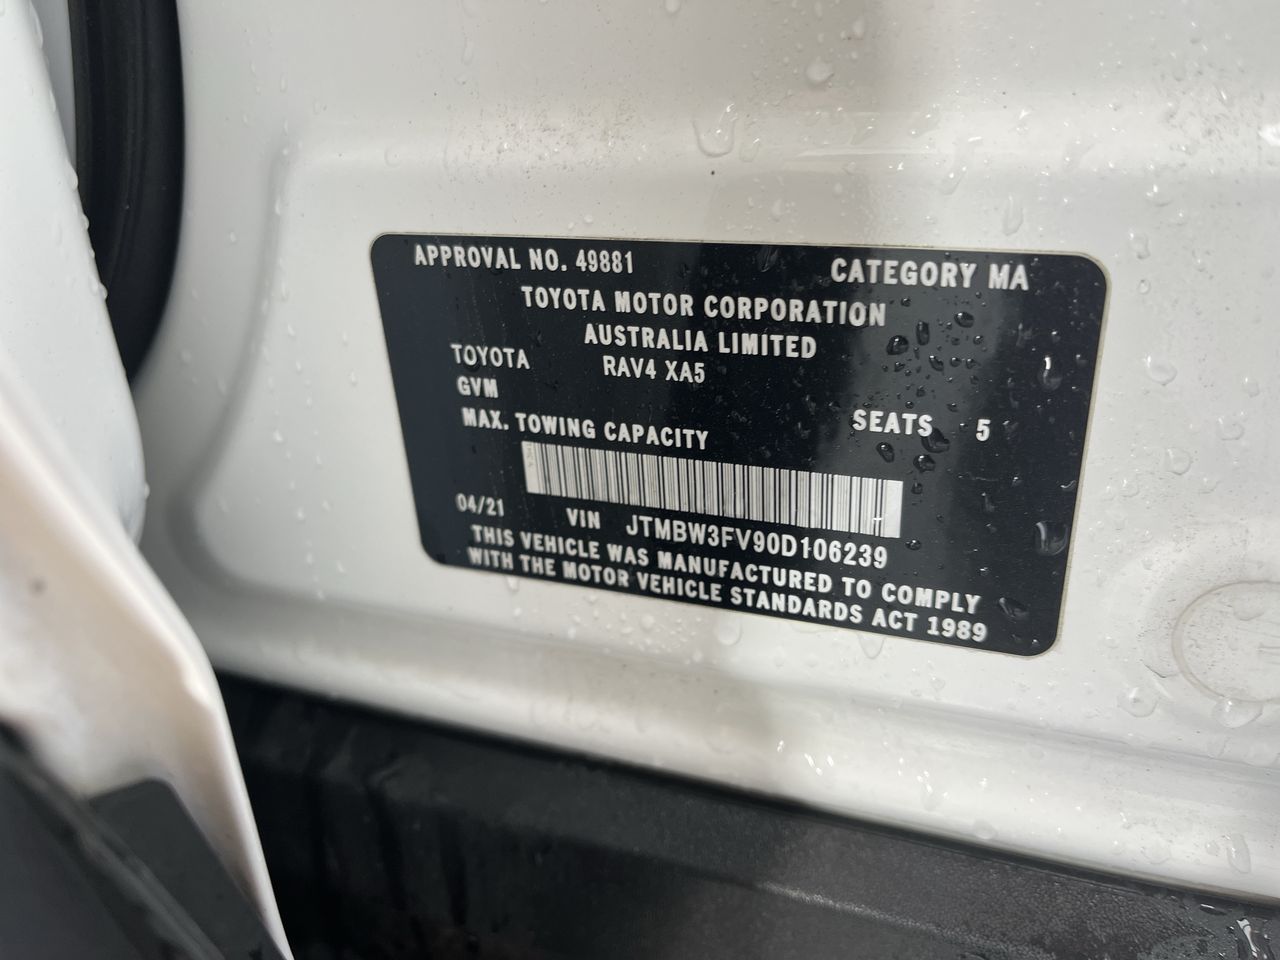 APPROVAL NO. 49881 CATEGORY MA
TOYOTA MOTOR CORPORATION
AUSTRALIA LIMITED
TOYOTA RAV4 XA5
GVM
MAX. TOWING CAPACITY SEATS 5
04/21 VIN JTMBW3FV90D106239
THIS VEHICLE WAS MANUFACTURED TO COMPLY
WITH THE MOTOR VEHICLE STANDARDS ACT 1989